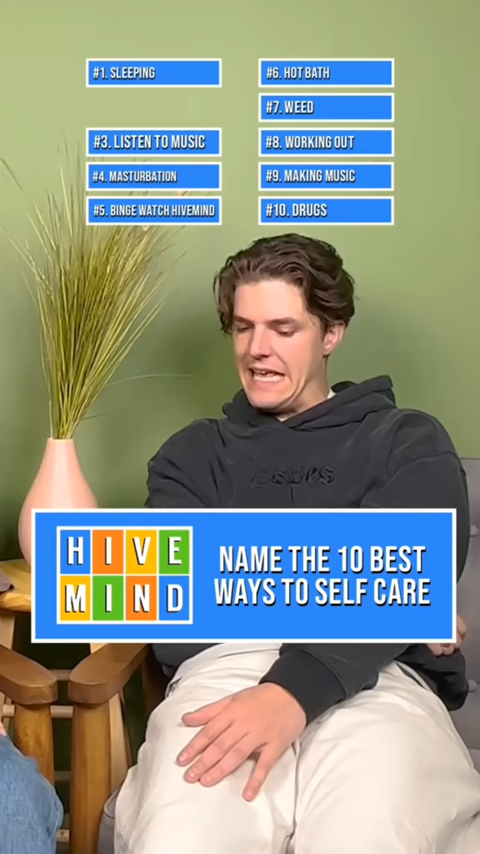 #1. SLEEPING
#3. LISTEN TO MUSIC
#4. MASTURBATION
#5. BINGE WATCH HIVEMIND
#6. HOT BATH
#7. WEED
#8. WORKING OUT
#9. MAKING MUSIC
#10. DRUGS
HIVE
MIND
NAME THE 10 BEST
WAYS TO SELF CARE